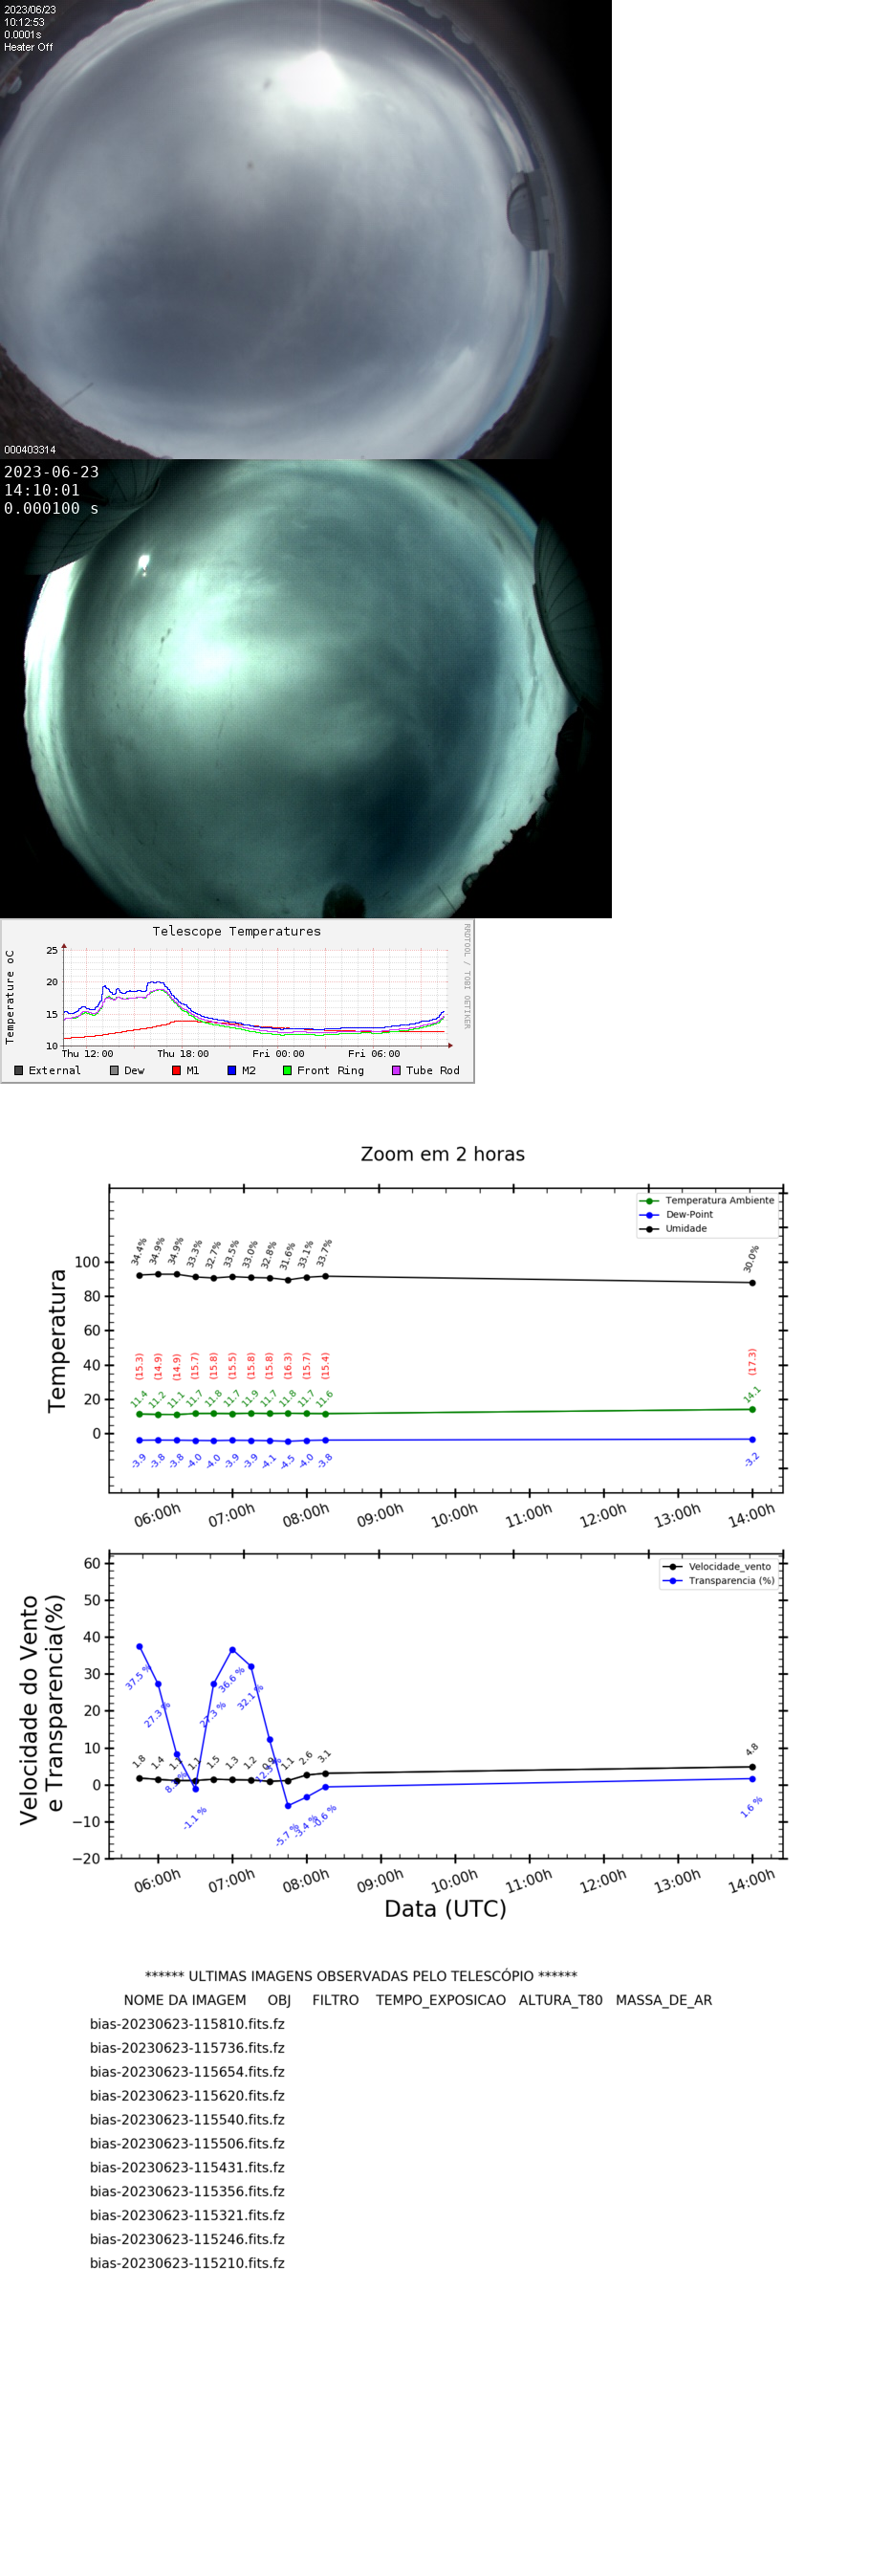 2023/06/23
10:12:53
0.0001s
Heater Off
000403314
2023-06-23
14:10:01
0.000100 s
Telescope Temperatures
Temperature oC
RRDTOOL / TOBI OETIKER
25
20
15
10
Thu 12:00 Thu 18:00 Fri 00:00 Fri 06:00
External Dew M1 M2 Front Ring Tube Rod
Zoom em 2 horas
Temperatura
Temperatura Ambiente
Dew-Point
Umidade
100
80
60
40
20
0
34.4% 34.9% 34.9% 33.3% 32.7% 33.5% 33.0% 32.8% 31.6% 33.1% 33.7% 30.0%
(15.3) (14.9) (14.9) (15.7) (15.8) (15.5) (15.8) (15.8) (16.3) (15.7) (15.4) (17.3)
11.4 11.2 11.1 11.7 11.8 11.7 11.9 11.7 11.8 11.7 11.6 14.1
-3.9 -3.8 -3.8 -4.0 -4.0 -3.9 -3.9 -4.1 -4.5 -4.0 -3.8 -3.2
06:00h 07:00h 08:00h 09:00h 10:00h 11:00h 12:00h 13:00h 14:00h
Velocidade do Vento
e Transparencia(%)
Velocidade_vento
Transparencia (%)
60
50
40
30
20
10
0
−10
−20
1.8 1.4 1.1 1.5 1.3 1.2 1.1 2.6 3.1 4.8
37.5 % 27.3 % -1.1 % 27.3 % 36.6 % 32.1 % -5.7 % -3.4 % -0.6 % 1.6 %
06:00h 07:00h 08:00h 09:00h 10:00h 11:00h 12:00h 13:00h 14:00h
Data (UTC)
****** ULTIMAS IMAGENS OBSERVADAS PELO TELESCÓPIO ******
NOME DA IMAGEM OBJ FILTRO TEMPO_EXPOSICAO ALTURA_T80 MASSA_DE_AR
bias-20230623-115810.fits.fz
bias-20230623-115736.fits.fz
bias-20230623-115654.fits.fz
bias-20230623-115620.fits.fz
bias-20230623-115540.fits.fz
bias-20230623-115506.fits.fz
bias-20230623-115431.fits.fz
bias-20230623-115356.fits.fz
bias-20230623-115321.fits.fz
bias-20230623-115246.fits.fz
bias-20230623-115210.fits.fz